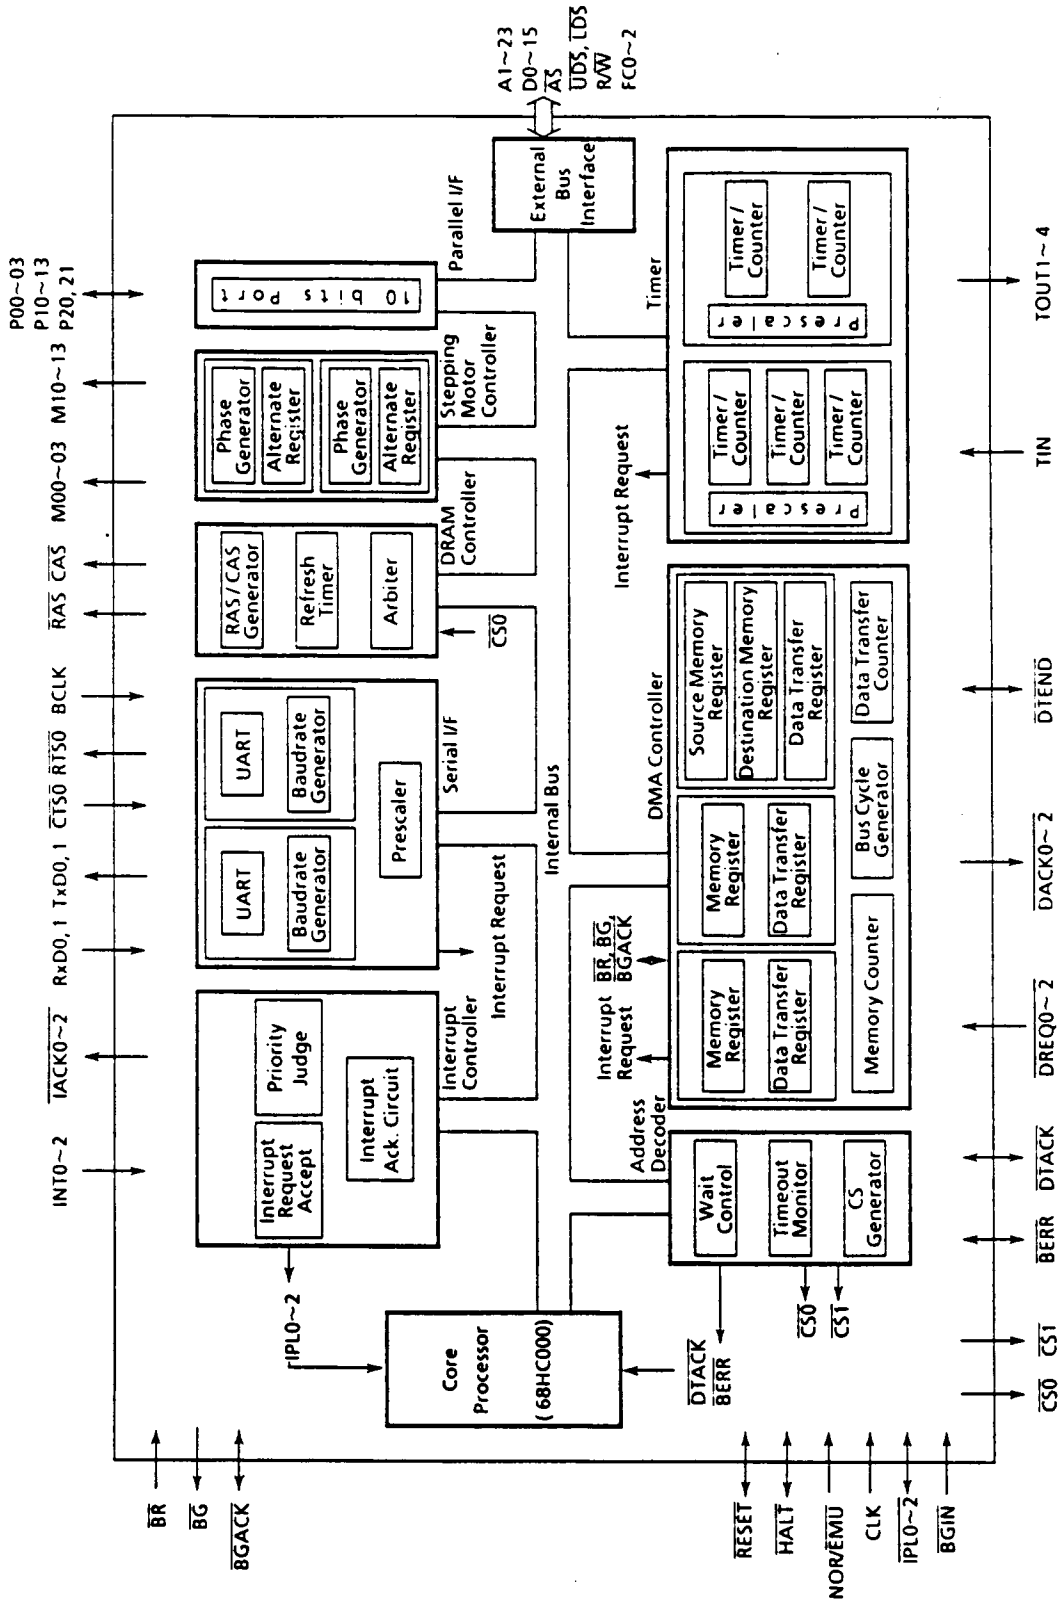 P00~03
P10~13
P20, 21
M10~13
M00~03
RAS CAS
BCLK
CTS0 RTS0
RxD0, 1 TxD0, 1
IACK0~2
INT0~2
10 bits Port
Parallel I/F
Phase
Generator
Alternate
Register
Phase
Generator
Alternate
Register
Stepping
Motor
Controller
RAS / CAS
Generator
Refresh
Timer
Arbiter
DRAM
Controller
CS0
UART
Baudrate
Generator
UART
Baudrate
Generator
Prescaler
Serial I/F
Interrupt Request
Priority
Judge
Interrupt
Request
Accept
Interrupt
Ack. Circuit
Interrupt
Controller
Internal Bus
A1~23
D0~15
AS
UDS, LDS
R/W
FC0~2
External
Bus
Interface
rIPL0~2
Core
Processor
( 68HC000)
DTACK
BERR
Address
Decoder
Wait
Control
Timeout
Monitor
CS
Generator
CS0
CS1
Interrupt
Request
BR, BG,
BGACK
DMA Controller
Memory
Register
Data Transfer
Register
Memory
Register
Data Transfer
Register
Source Memory
Register
Destination Memory
Register
Data Transfer
Register
Memory Counter
Bus Cycle
Generator
Data Transfer
Counter
Interrupt Request
Timer
Prescaler
Timer /
Counter
Timer /
Counter
Timer /
Counter
Prescaler
Timer /
Counter
Timer /
Counter
BR
BG
BGACK
RESET
HALT
NOR/EMU
CLK
IPL0~2
BGIN
CS0 CS1
BERR
DTACK
DREQ0~2
DACK0~2
DTEND
TIN
TOUT1~4